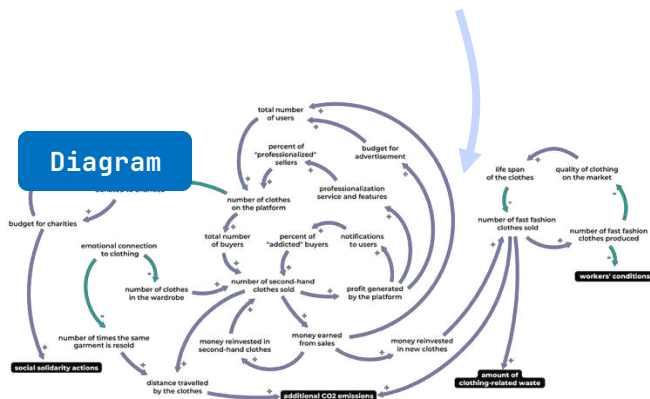 total number
of users
Diagram
percent of
"professionalized"
sellers
budget for
advertisement
life span
of the clothes
quality of clothing
on the market
professionalization
service and features
number of clothes
on the platform
budget for charities
number of fast fashion
clothes sold
number of fast fashion
clothes produced
emotional connection
to clothing
total number
of buyers
percent of
"addicted" buyers
notifications
to users
workers' conditions
number of clothes
in the wardrobe
number of second-hand
clothes sold
profit generated
by the platform
number of times the same
garment is resold
money reinvested
in second-hand clothes
money earned
from sales
money reinvested
in new clothes
social solidarity actions
distance travelled
by the clothes
additional CO2 emissions
amount of
clothing-related waste